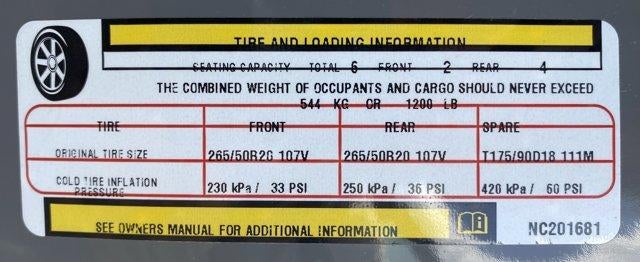 TIRE AND LOADING INFORMATION
SEATING CAPACITY TOTAL 6 FRONT 2 REAR 4
THE COMBINED WEIGHT OF OCCUPANTS AND CARGO SHOULD NEVER EXCEED
544 KG OR 1200 LB
TIRE FRONT REAR SPARE
ORIGINAL TIRE SIZE 265/50R20 107V 265/50R20 107V T175/90D18 111M
COLD TIRE INFLATION PRESSURE 230 kPa / 33 PSI 250 kPa / 36 PSI 420 kPa / 60 PSI
SEE OWNERS MANUAL FOR ADDITIONAL INFORMATION NC201681